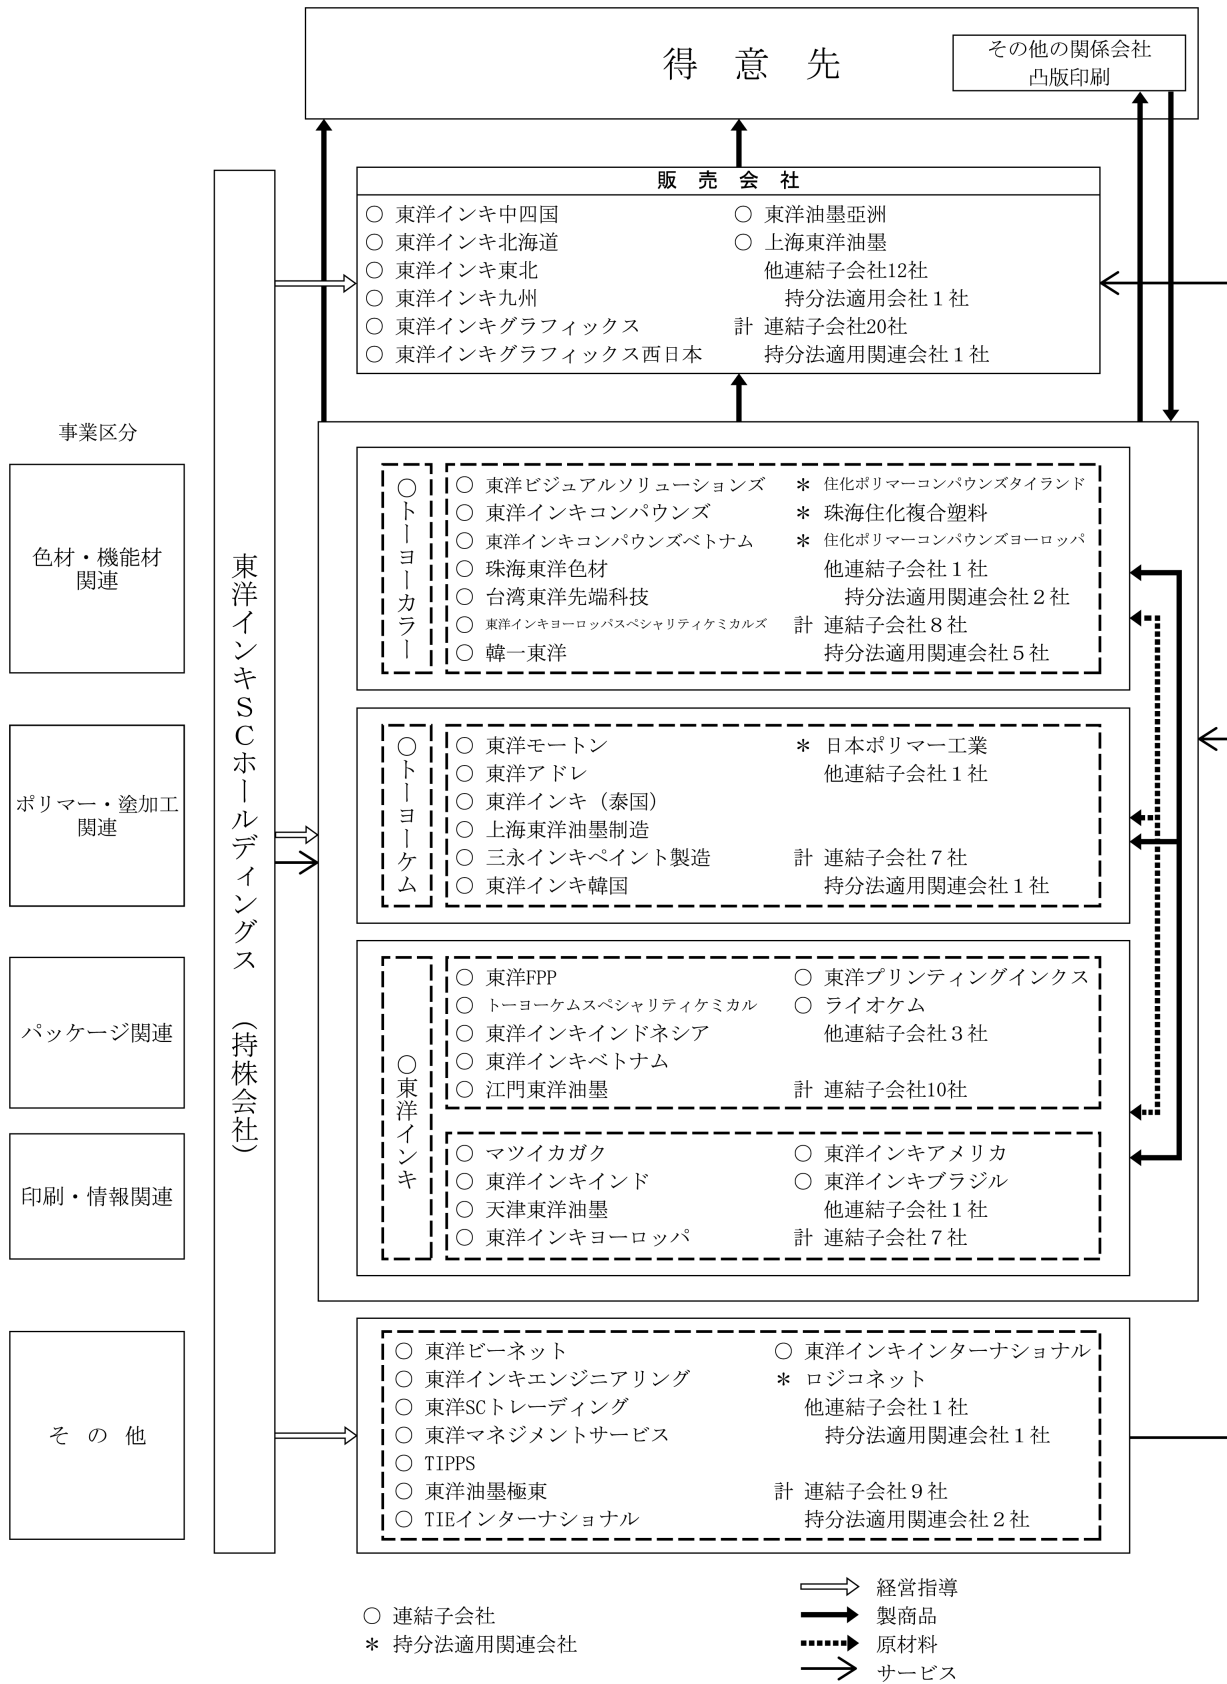 得　意　先
その他の関係会社
凸版印刷
販　売　会　社
○ 東洋インキ中四国
○ 東洋インキ北海道
○ 東洋インキ東北
○ 東洋インキ九州
○ 東洋インキグラフィックス
○ 東洋インキグラフィックス西日本
○ 東洋油墨亞洲
○ 上海東洋油墨
他連結子会社12社
持分法適用会社１社
計 連結子会社20社
持分法適用関連会社１社
事業区分
色材・機能材
関連
ポリマー・塗加工
関連
パッケージ関連
印刷・情報関連
そ　の　他
東洋インキＳＣホールディングス　（持株会社）
○トーヨーカラー
○ 東洋ビジュアルソリューションズ
○ 東洋インキコンパウンズ
○ 東洋インキコンパウンズベトナム
○ 珠海東洋色材
○ 台湾東洋先端科技
○ 東洋インキヨーロッパスペシャリティケミカルズ
○ 韓一東洋
＊ 住化ポリマーコンパウンズタイランド
＊ 珠海住化複合塑料
＊ 住化ポリマーコンパウンズヨーロッパ
他連結子会社１社
持分法適用関連会社２社
計 連結子会社８社
持分法適用関連会社５社
○トーヨーケム
○ 東洋モートン
○ 東洋アドレ
○ 東洋インキ（泰国）
○ 上海東洋油墨制造
○ 三永インキペイント製造
○ 東洋インキ韓国
＊ 日本ポリマー工業
他連結子会社１社
計 連結子会社７社
持分法適用関連会社１社
○東洋インキ
○ 東洋FPP
○ トーヨーケムスペシャリティケミカル
○ 東洋インキインドネシア
○ 東洋インキベトナム
○ 江門東洋油墨
○ 東洋プリンティングインクス
○ ライオケム
他連結子会社３社
計 連結子会社10社
○ マツイカガク
○ 東洋インキインド
○ 天津東洋油墨
○ 東洋インキヨーロッパ
○ 東洋インキアメリカ
○ 東洋インキブラジル
他連結子会社１社
計 連結子会社７社
○ 東洋ビーネット
○ 東洋インキエンジニアリング
○ 東洋SCトレーディング
○ 東洋マネジメントサービス
○ TIPPS
○ 東洋油墨極東
○ TIEインターナショナル
○ 東洋インキインターナショナル
＊ ロジコネット
他連結子会社１社
持分法適用関連会社１社
計 連結子会社９社
持分法適用関連会社２社
○ 連結子会社
＊ 持分法適用関連会社
経営指導
製商品
原材料
サービス